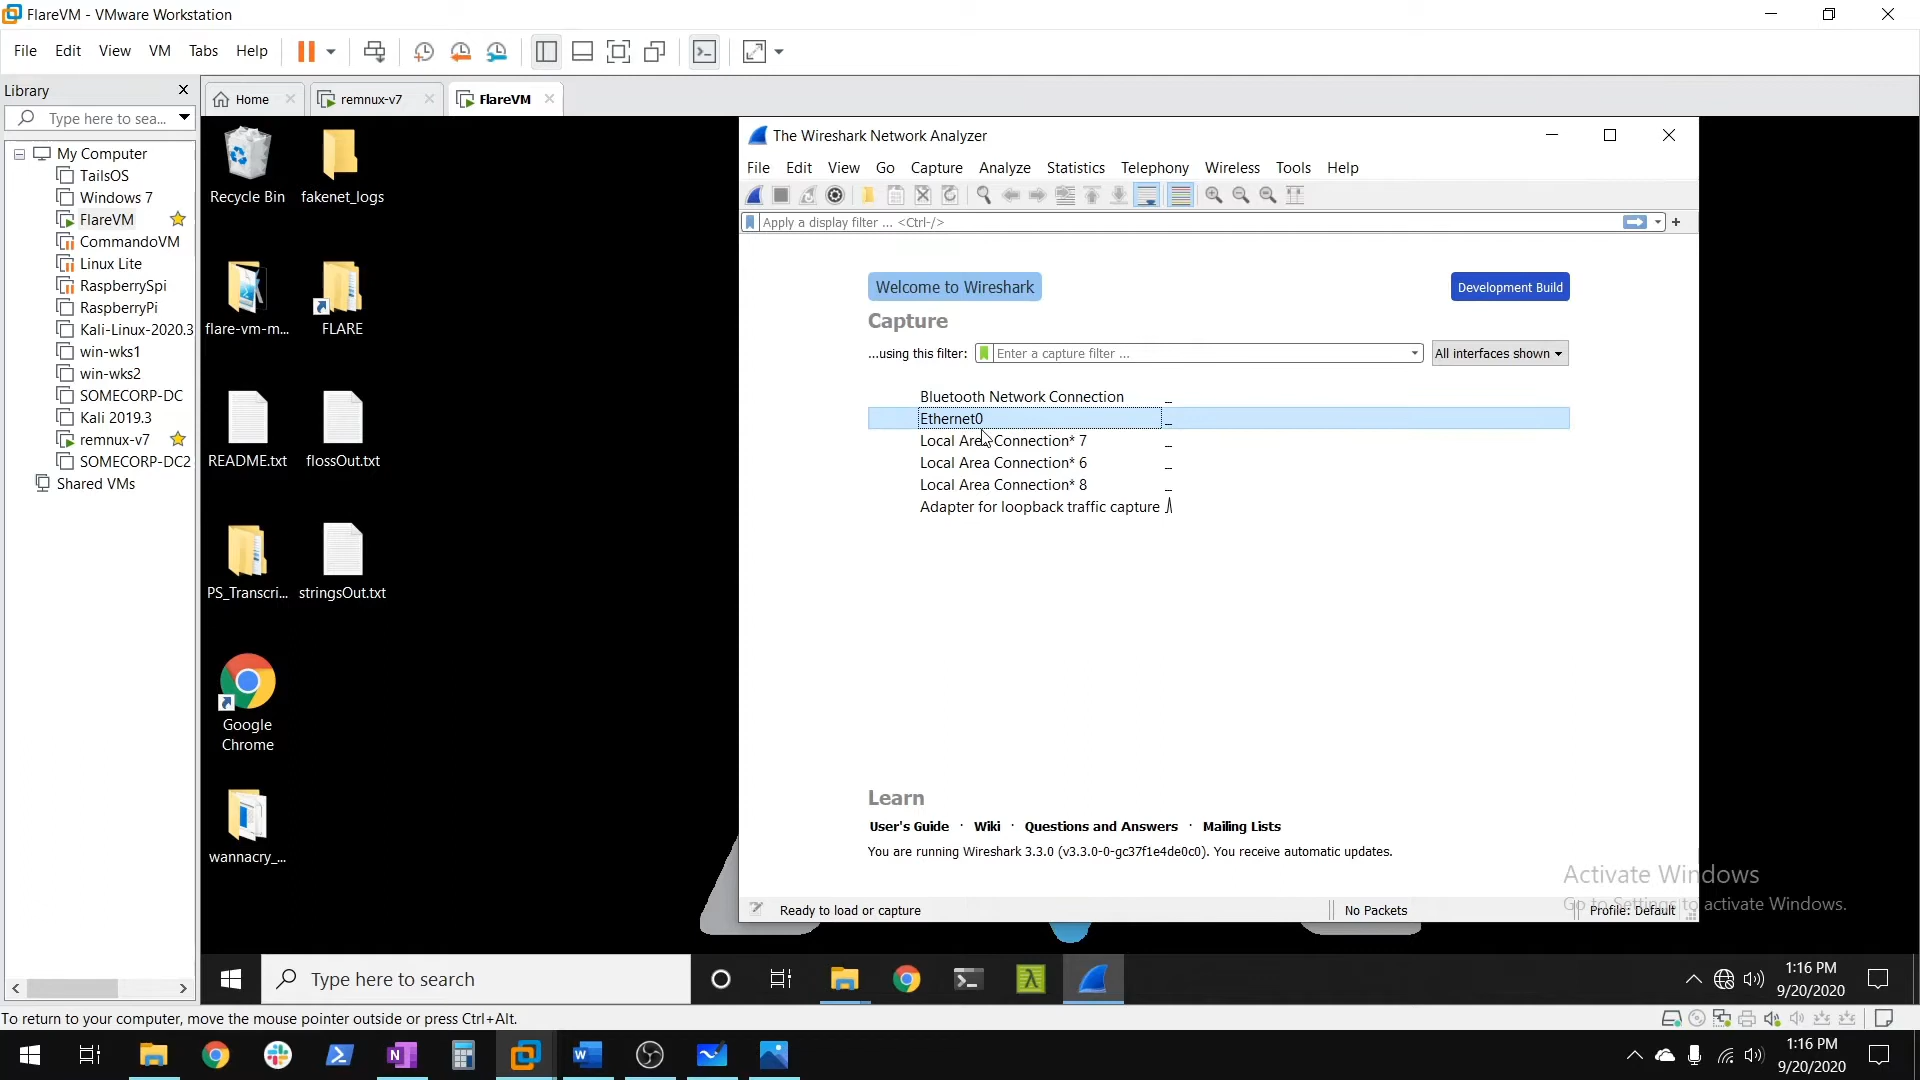 FlareVM - VMware Workstation
File Edit View VM Tabs Help
Library
Type here to sea...
My Computer
TailsOS
Windows 7
FlareVM
CommandoVM
Linux Lite
RaspberrySpi
RaspberryPi
Kali-Linux-2020.3
win-wks1
win-wks2
SOMECORP-DC
Kali 2019.3
remnux-v7
SOMECORP-DC2
Shared VMs
Home remnux-v7 FlareVM
Recycle Bin fakenet_logs
flare-vm-m... FLARE
README.txt flossOut.txt
PS_Transcri... stringsOut.txt
Google
Chrome
wannacry_...
The Wireshark Network Analyzer
File Edit View Go Capture Analyze Statistics Telephony Wireless Tools Help
Apply a display filter ... <Ctrl-/>
Welcome to Wireshark
Development Build
Capture
...using this filter: Enter a capture filter ... All interfaces shown
Bluetooth Network Connection
Ethernet0
Local Area Connection* 7
Local Area Connection* 6
Local Area Connection* 8
Adapter for loopback traffic capture
Learn
User's Guide · Wiki · Questions and Answers · Mailing Lists
You are running Wireshark 3.3.0 (v3.3.0-0-gc37f1e4de0c0). You receive automatic updates.
Ready to load or capture No Packets Profile: Default
Activate Windows
Go to Settings to activate Windows.
Type here to search
1:16 PM
9/20/2020
To return to your computer, move the mouse pointer outside or press Ctrl+Alt.
1:16 PM
9/20/2020